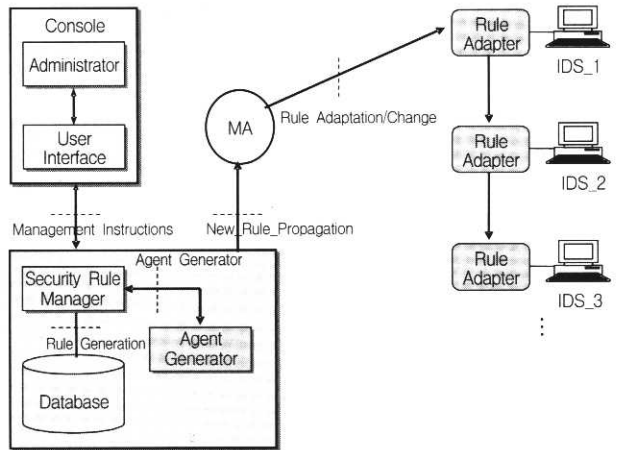 Console
Administrator
User
Interface
Management Instructions
MA
New_Rule_Propagation
Rule Adaptation/Change
Agent Generator
Security Rule
Manager
Rule Generation
Agent
Generator
Database
Rule
Adapter
IDS_1
Rule
Adapter
IDS_2
Rule
Adapter
IDS_3
⋮